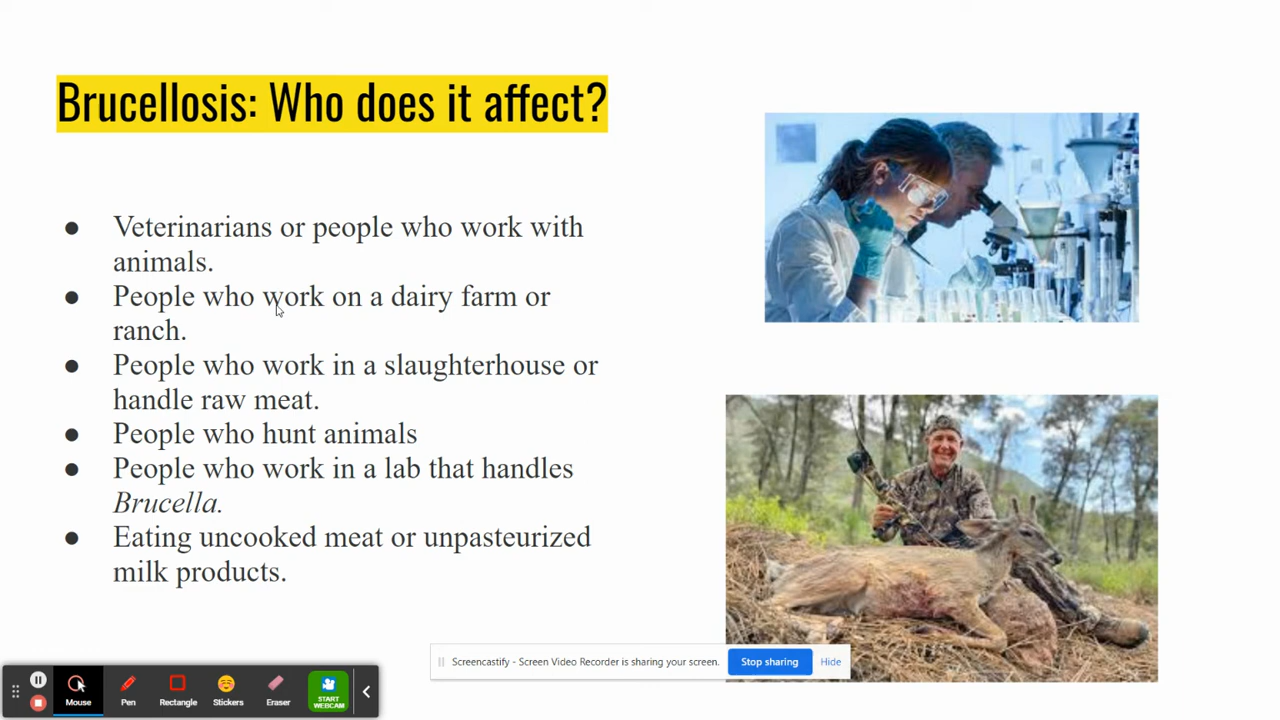 Brucellosis: Who does it affect?
● Veterinarians or people who work with
animals.
● People who work on a dairy farm or
ranch.
● People who work in a slaughterhouse or
handle raw meat.
● People who hunt animals
● People who work in a lab that handles
Brucella.
● Eating uncooked meat or unpasteurized
milk products.
Screencastify - Screen Video Recorder is sharing your screen. Stop sharing Hide
Mouse Pen Rectangle Stickers Eraser START
WEBCAM